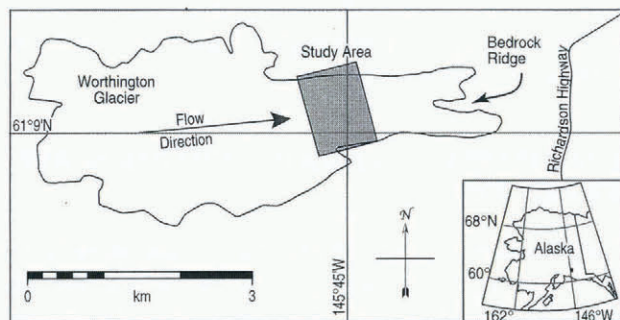 Study Area
Bedrock
Ridge
Worthington
Glacier
Richardson Highway
Flow
Direction
61°9'N
N
68°N
Alaska
60°
0
3
km
145°45'W
162°
146°W